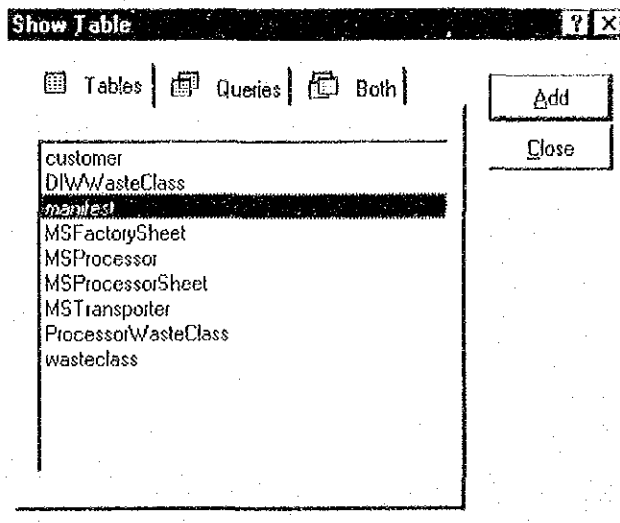 Show Table ? ×
Tables Queries Both
Add
Close
customer
DIWWasteClass
manifest
MSFactorySheet
MSProcessor
MSProcessorSheet
MSTransporter
ProcessorWasteClass
wasteclass